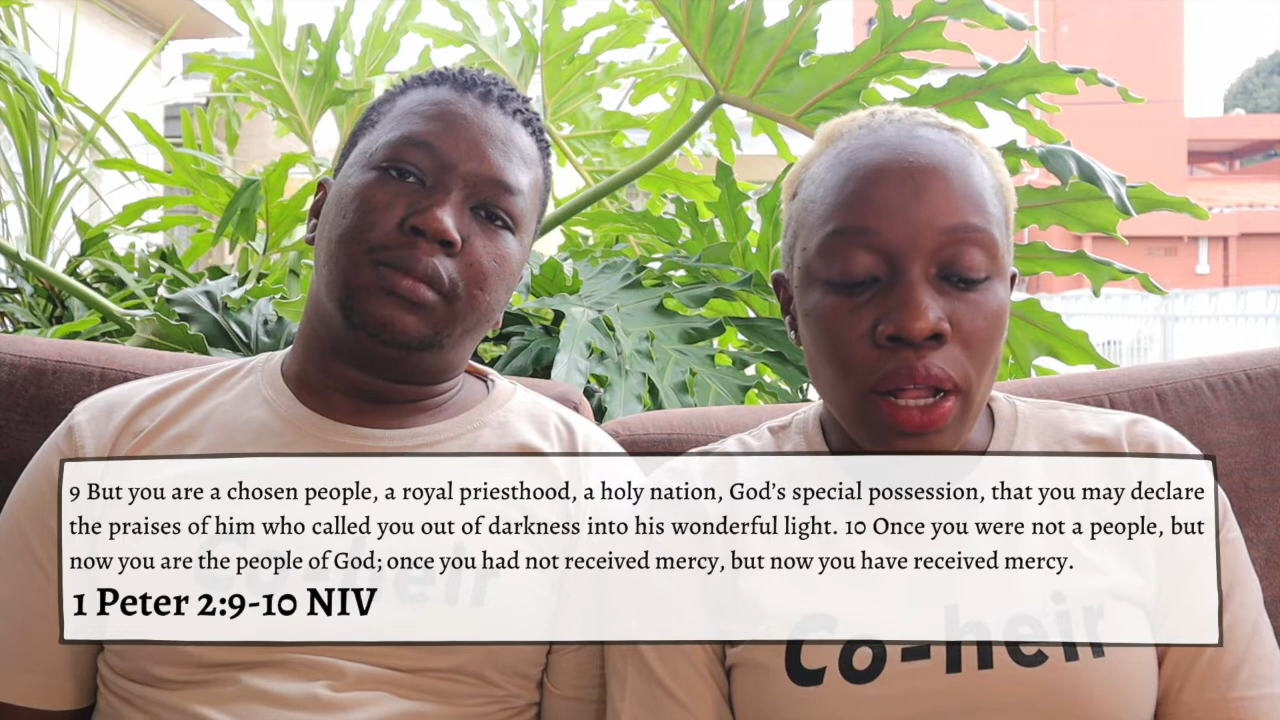 9 But you are a chosen people, a royal priesthood, a holy nation, God’s special possession, that you may declare
the praises of him who called you out of darkness into his wonderful light. 10 Once you were not a people, but
now you are the people of God; once you had not received mercy, but now you have received mercy.
1 Peter 2:9-10 NIV
Co-heir
Co-heir